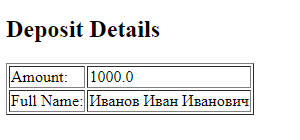 Deposit Details
Amount: 1000.0
Full Name: Иванов Иван Иванович